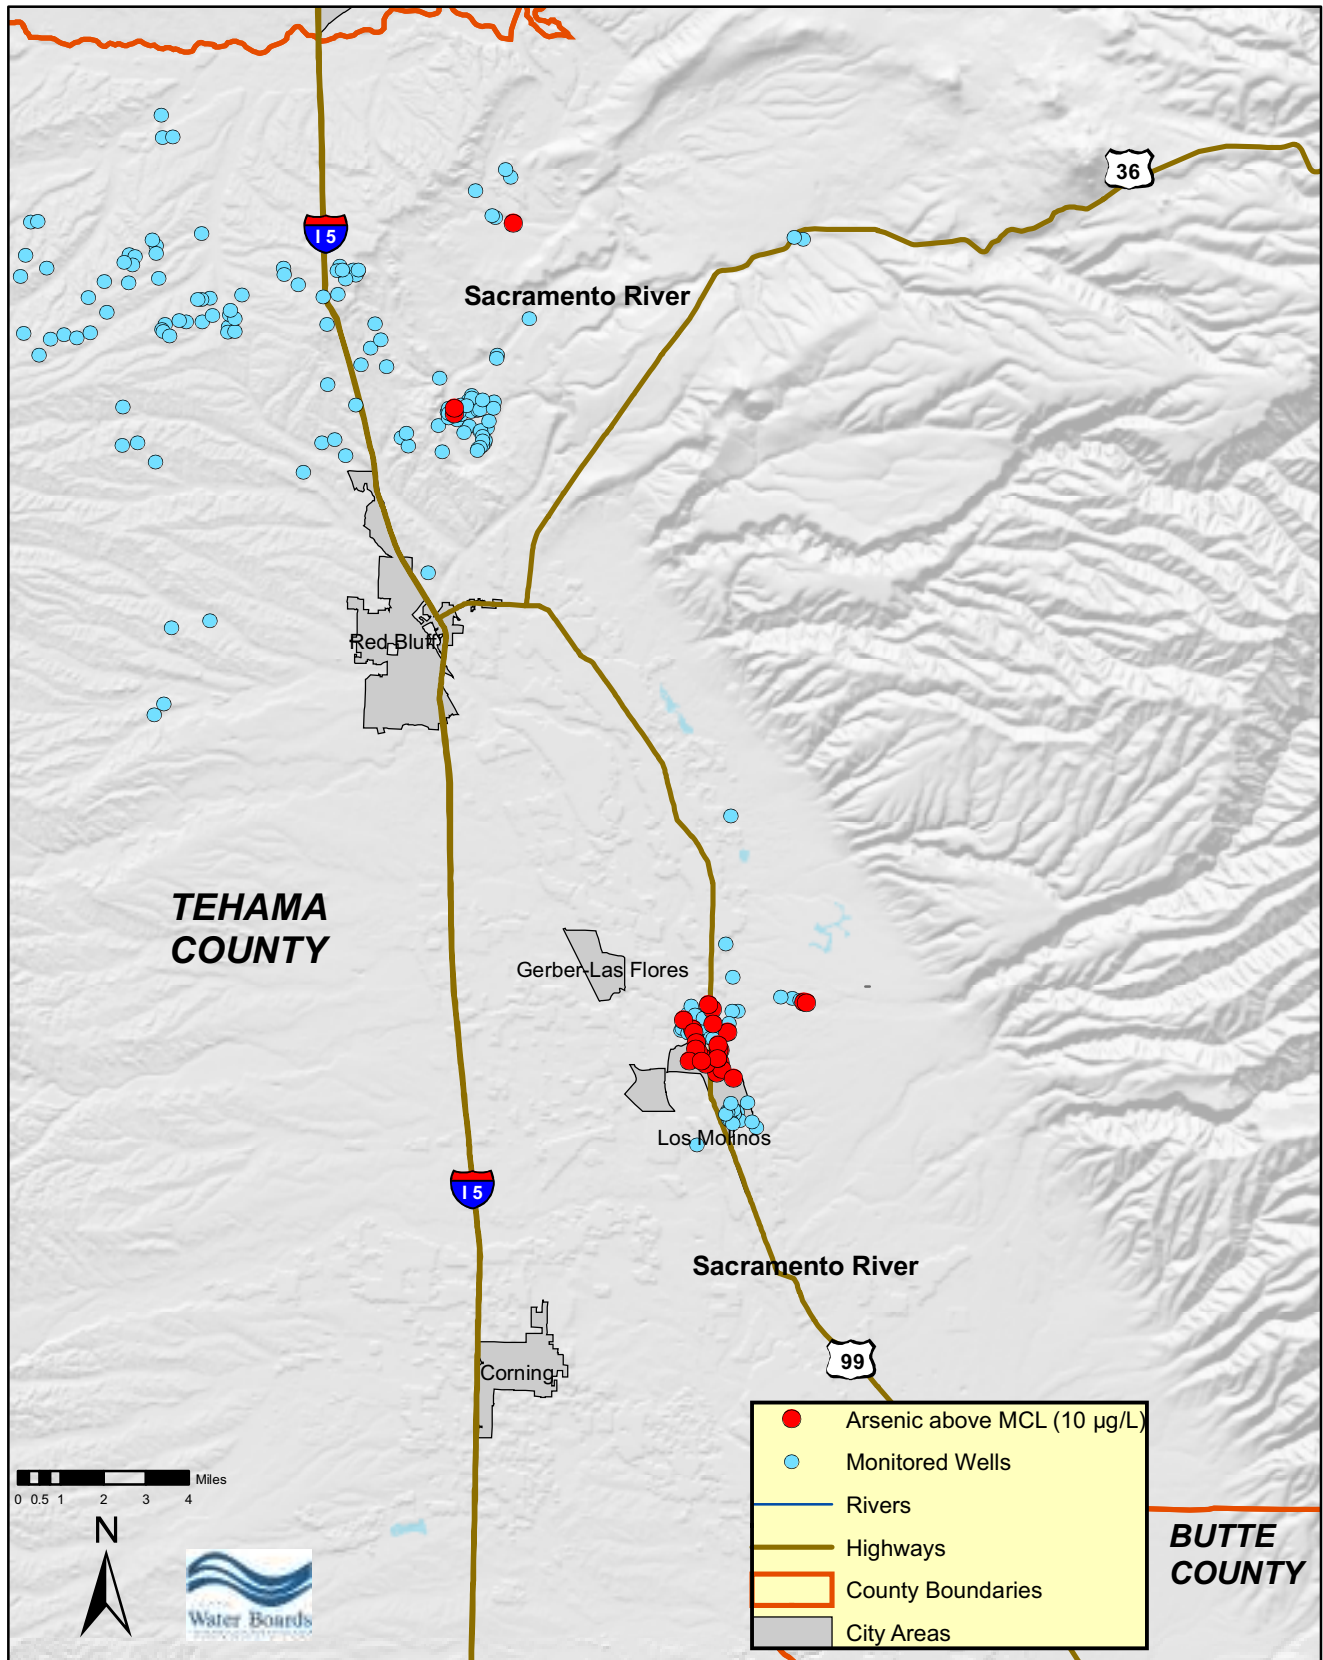 36
I 5
Sacramento River
Red Bluff
TEHAMA
COUNTY
Gerber-Las Flores
Los Molinos
I 5
Sacramento River
99
Corning
Arsenic above MCL (10 µg/L)
Monitored Wells
Rivers
Highways
County Boundaries
City Areas
Miles
0 0.5 1 2 3 4
N
Water Boards
BUTTE
COUNTY